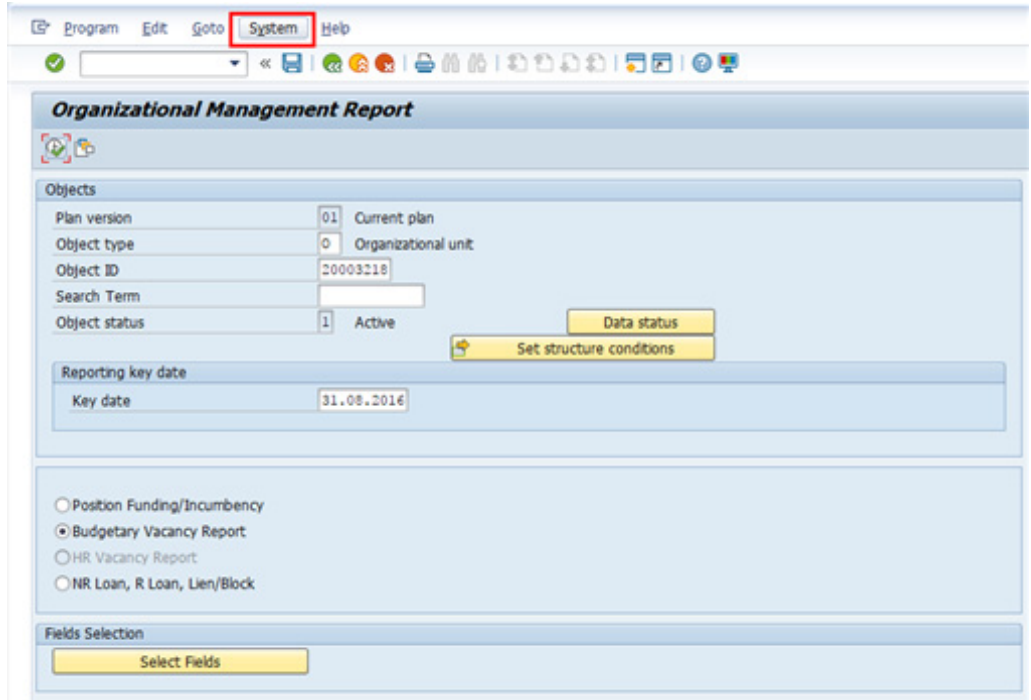 Program Edit Goto System Help
Organizational Management Report
Objects
Plan version 01 Current plan
Object type O Organizational unit
Object ID 20003218
Search Term
Object status 1 Active Data status
Set structure conditions
Reporting key date
Key date 31.08.2016
Position Funding/Incumbency
Budgetary Vacancy Report
HR Vacancy Report
NR Loan, R Loan, Lien/Block
Fields Selection
Select Fields